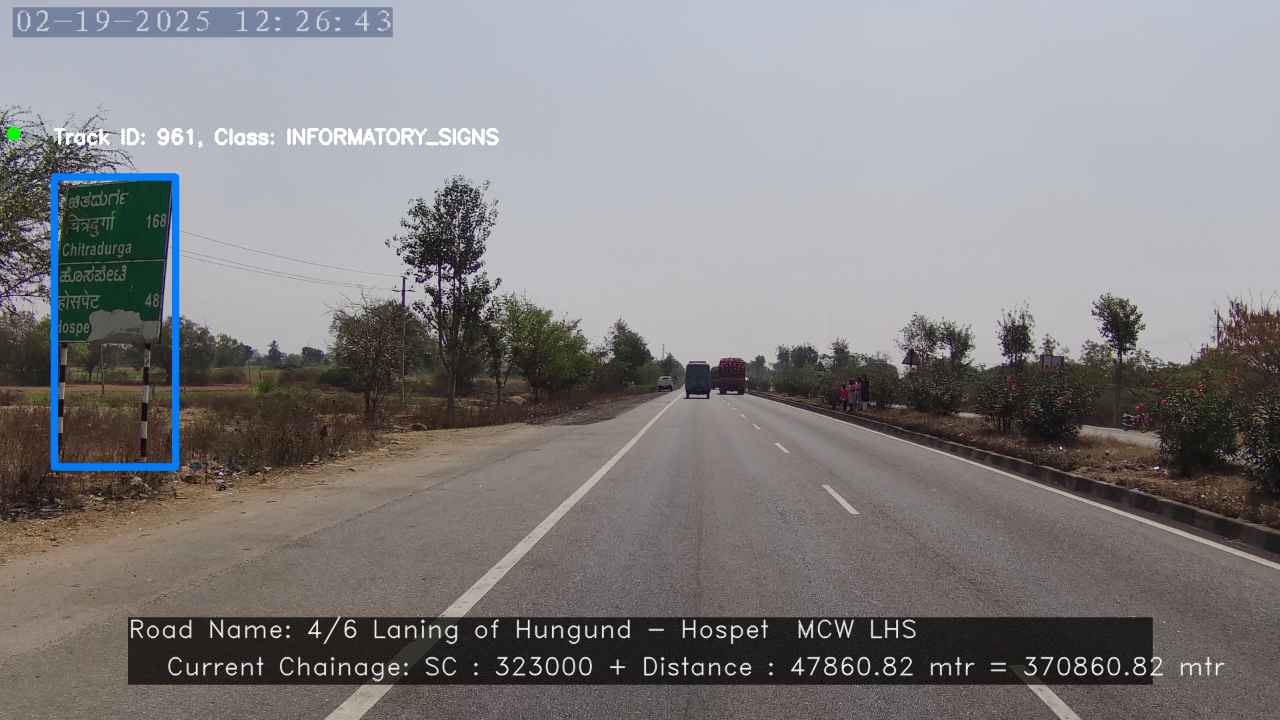 02-19-2025 12:26:43
Track ID: 961, Class: INFORMATORY_SIGNS
ಚಿತ್ರದುರ್ಗ
चित्रदुर्गा 168
Chitradurga
ಹೊಸಪೇಟೆ
होसपेट 48
Hospe
Road Name: 4/6 Laning of Hungund - Hospet MCW LHS
Current Chainage: SC : 323000 + Distance : 47860.82 mtr = 370860.82 mtr